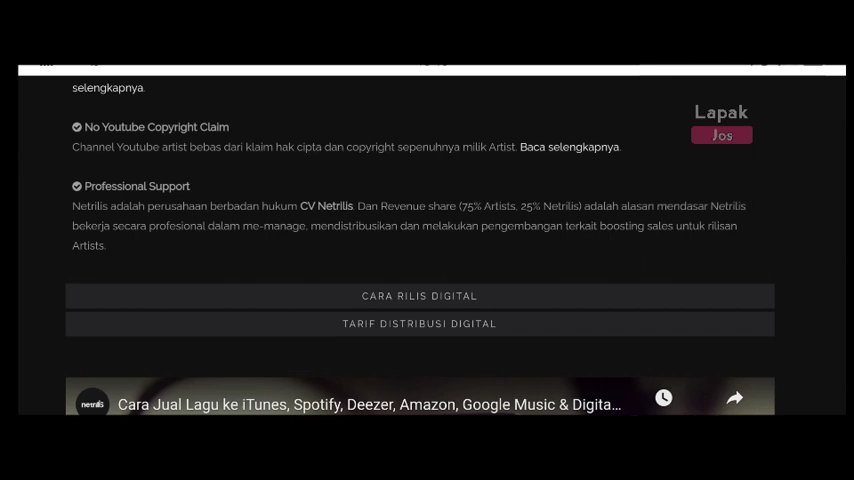 selengkapnya.
Lapak
Jos
No Youtube Copyright Claim
Channel Youtube artist bebas dari klaim hak cipta dan copyright sepenuhnya milik Artist. Baca selengkapnya.
Professional Support
Netrilis adalah perusahaan berbadan hukum CV Netrilis. Dan Revenue share (75% Artists, 25% Netrilis) adalah alasan mendasar Netrilis
bekerja secara profesional dalam me-manage, mendistribusikan dan melakukan pengembangan terkait boosting sales untuk rilisan
Artists.
CARA RILIS DIGITAL
TARIF DISTRIBUSI DIGITAL
netrilis
Cara Jual Lagu ke iTunes, Spotify, Deezer, Amazon, Google Music & Digita...